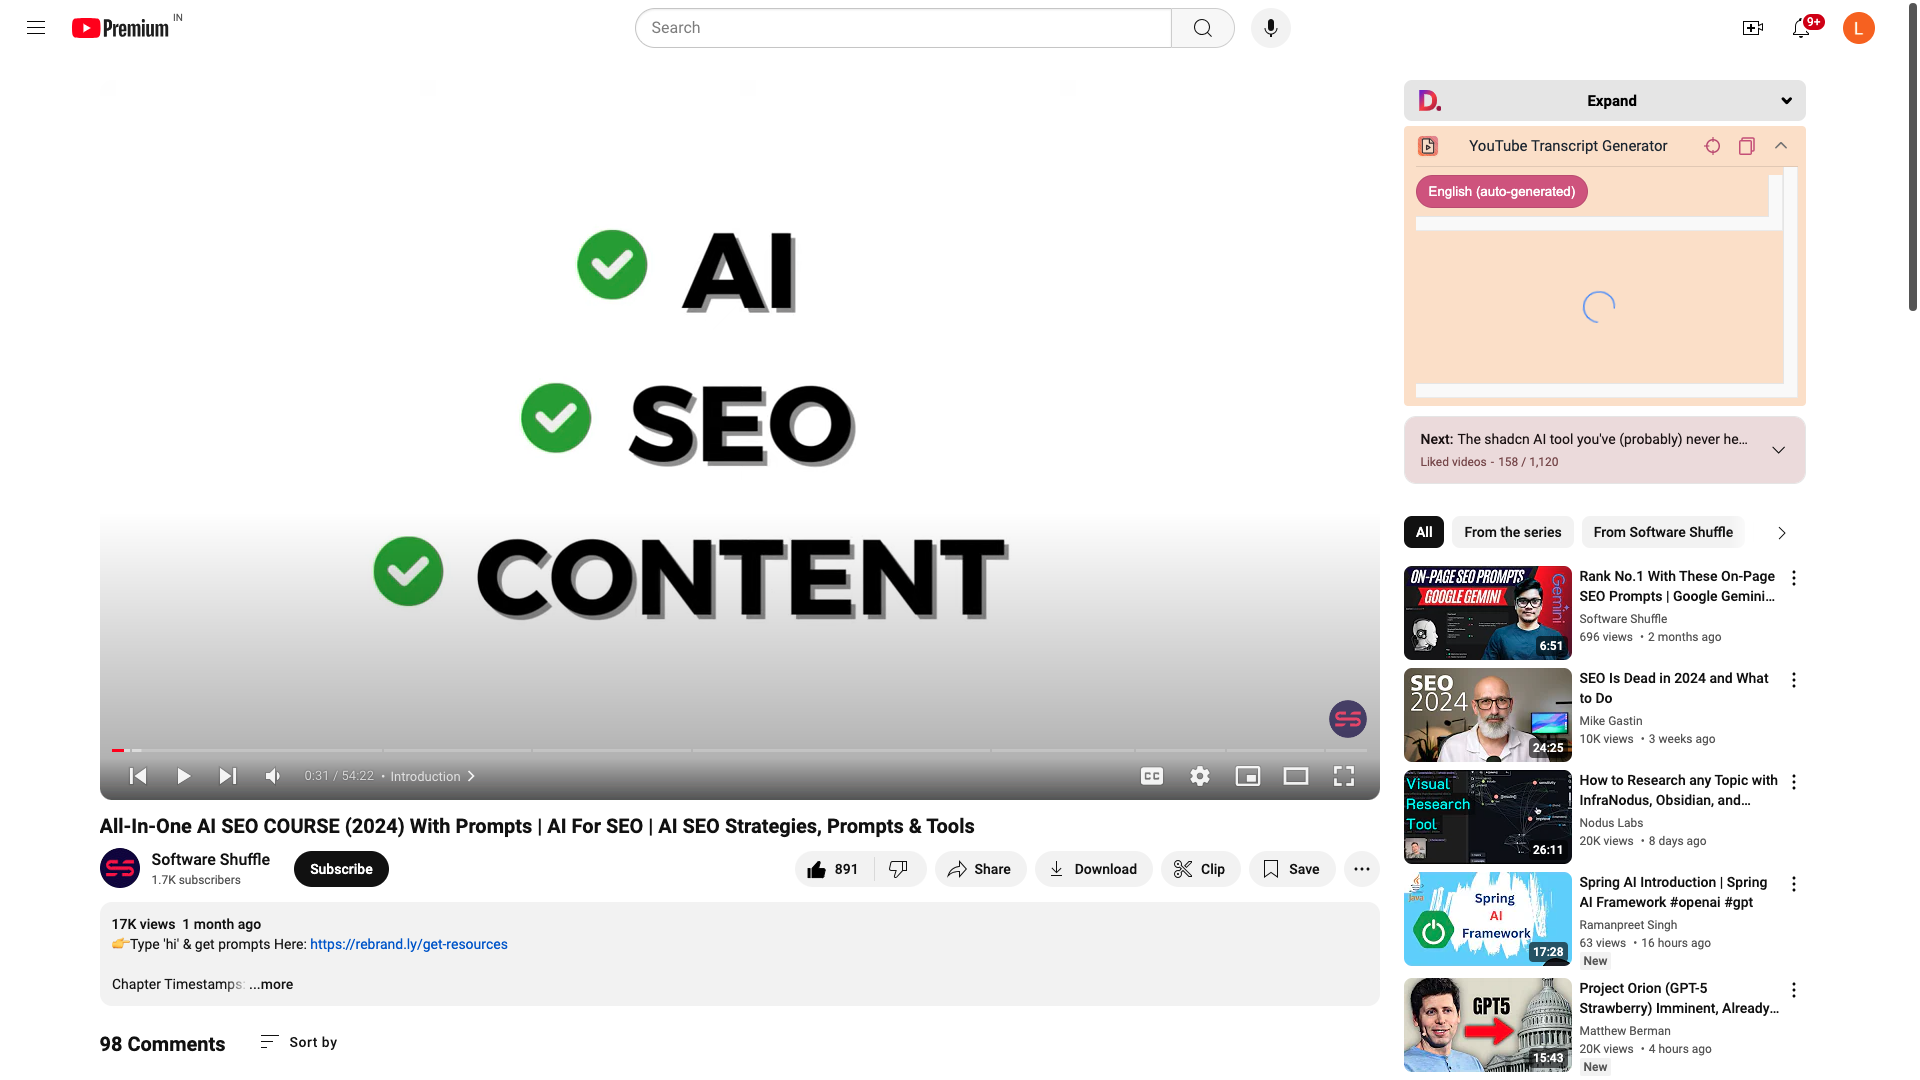 Premium IN
Search
9+
L
AI
SEO
CONTENT
0:31 / 54:22 • Introduction
CC
All-In-One AI SEO COURSE (2024) With Prompts | AI For SEO | AI SEO Strategies, Prompts & Tools
Software Shuffle
1.7K subscribers
Subscribe
891
Share
Download
Clip
Save
17K views 1 month ago
👉Type 'hi' & get prompts Here: https://rebrand.ly/get-resources
Chapter Timestamps: ...more
98 Comments
Sort by
D.
Expand
YouTube Transcript Generator
English (auto-generated)
Next: The shadcn AI tool you've (probably) never he...
Liked videos - 158 / 1,120
All
From the series
From Software Shuffle
ON-PAGE SEO PROMPTS
GOOGLE GEMINI
Gemini
6:51
Rank No.1 With These On-Page
SEO Prompts | Google Gemini...
Software Shuffle
696 views • 2 months ago
SEO
2024
24:25
SEO Is Dead in 2024 and What
to Do
Mike Gastin
10K views • 3 weeks ago
Visual
Research
Tool
26:11
How to Research any Topic with
InfraNodus, Obsidian, and...
Nodus Labs
20K views • 8 days ago
Java
Spring
AI
Framework
17:28
Spring AI Introduction | Spring
AI Framework #openai #gpt
Ramanpreet Singh
63 views • 16 hours ago
New
GPT5
15:43
Project Orion (GPT-5
Strawberry) Imminent, Already...
Matthew Berman
20K views • 4 hours ago
New